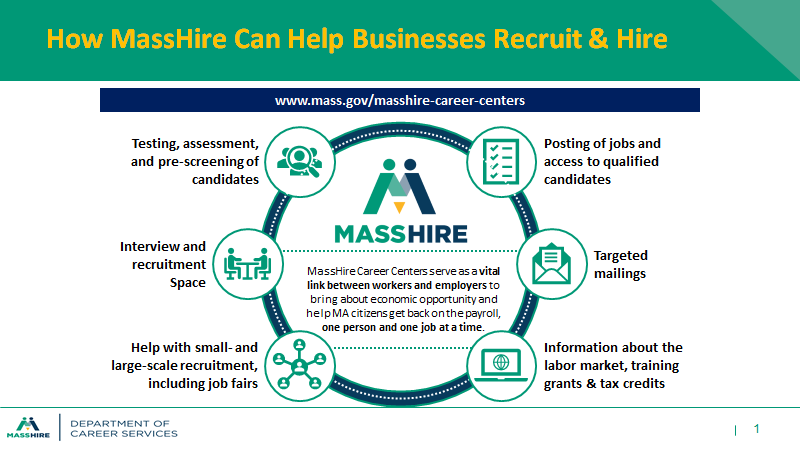 How MassHire Can Help Businesses Recruit & Hire
www.mass.gov/masshire-career-centers
Testing, assessment,
and pre-screening of
candidates
Posting of jobs and
access to qualified
candidates
MASSHIRE
Interview and
recruitment
Space
Targeted
mailings
MassHire Career Centers serve as a vital
link between workers and employers to
bring about economic opportunity and
help MA citizens get back on the payroll,
one person and one job at a time.
Help with small- and
large-scale recruitment,
including job fairs
Information about the
labor market, training
grants & tax credits
MASSHIRE
DEPARTMENT OF
CAREER SERVICES
| 1